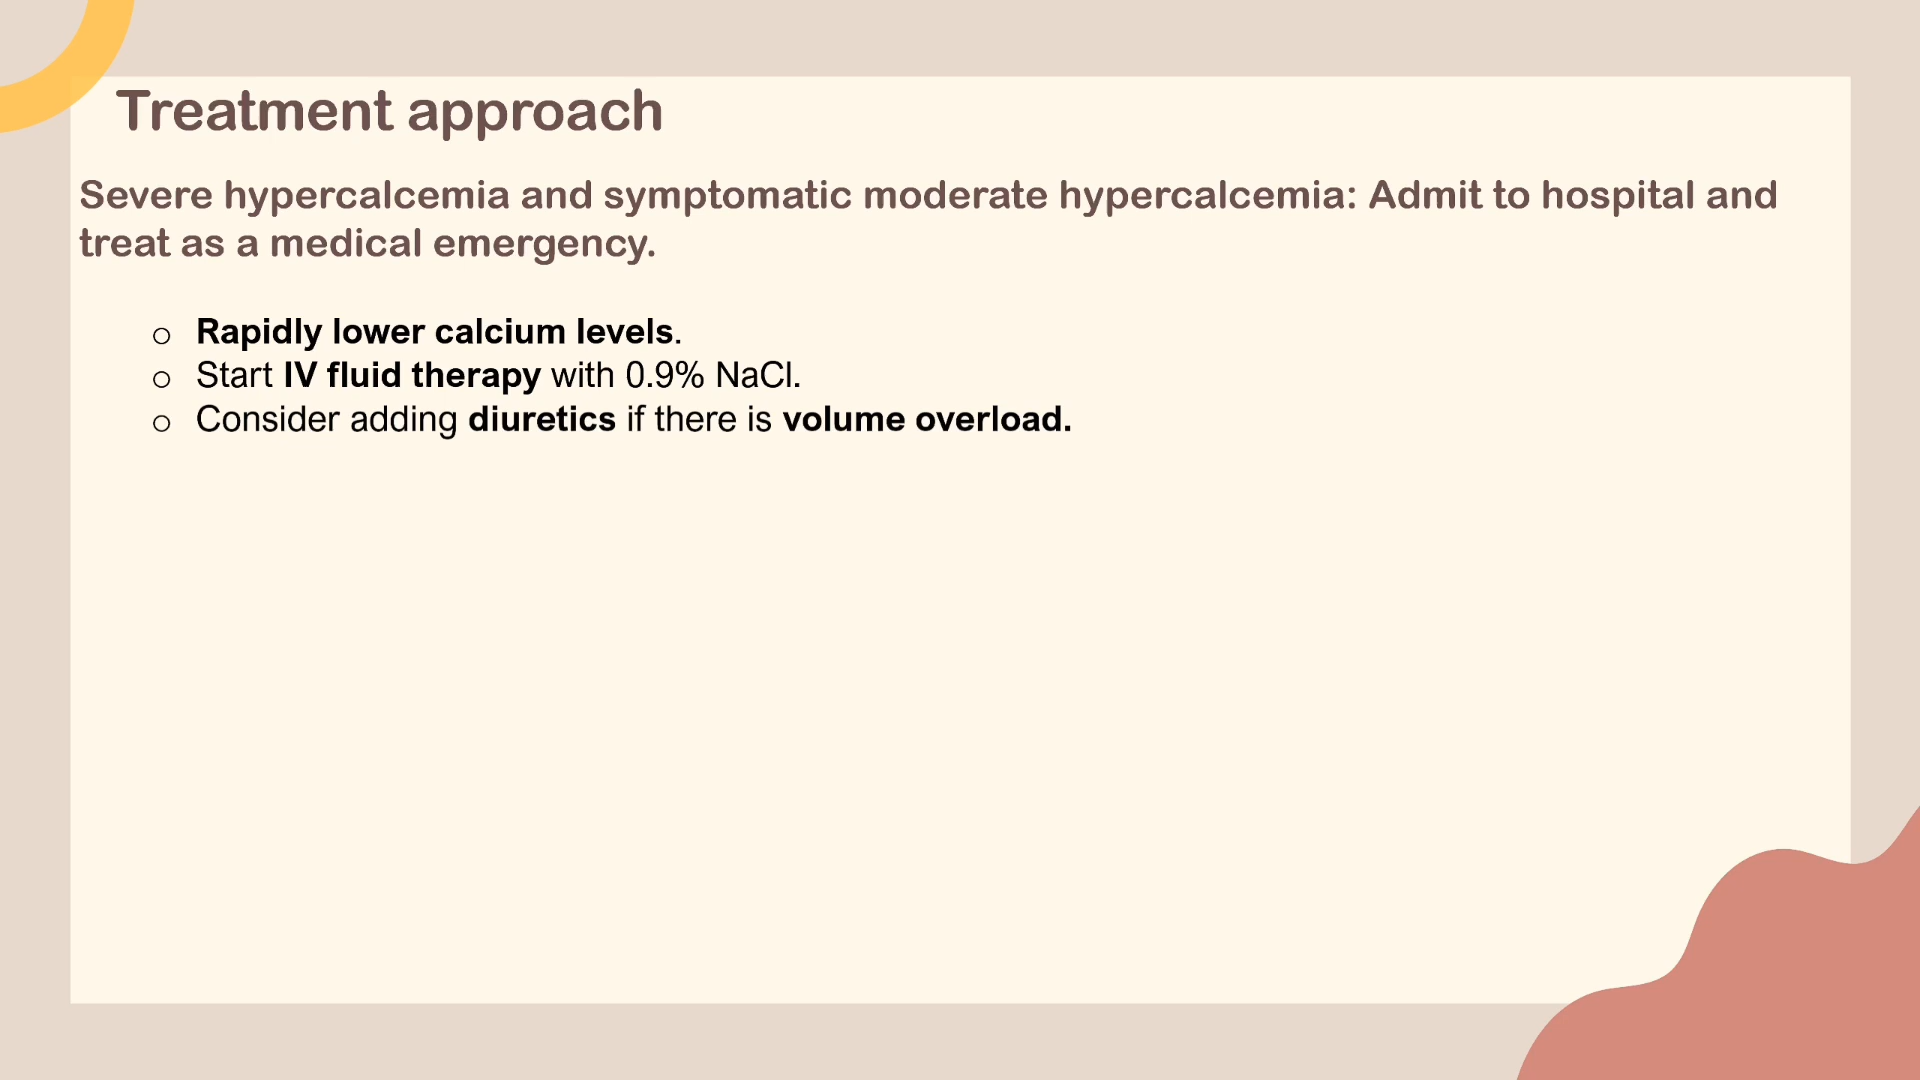 Treatment approach
Severe hypercalcemia and symptomatic moderate hypercalcemia: Admit to hospital and
treat as a medical emergency.
○ Rapidly lower calcium levels.
○ Start IV fluid therapy with 0.9% NaCl.
○ Consider adding diuretics if there is volume overload.